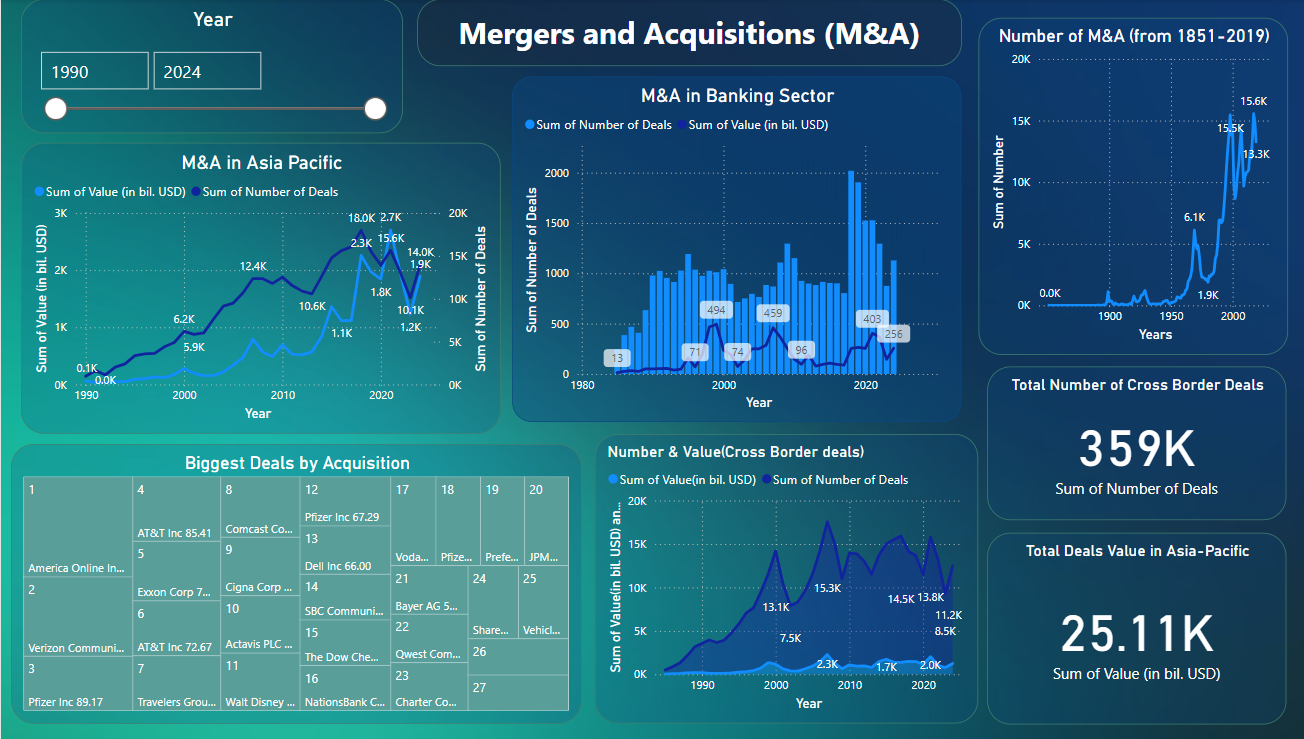 Year
1990
2024
Mergers and Acquisitions (M&A)
M&A in Asia Pacific
Sum of Value (in bil. USD) Sum of Number of Deals
Sum of Value (in bil. USD)
3K
2K
1K
0K
20K
15K
10K
5K
0K
Sum of Number of Deals
0.1K
0.0K
6.2K
5.9K
12.4K
10.6K
18.0K
2.3K
1.1K
2.7K
15.6K
1.8K
14.0K
1.9K
10.1K
1.2K
1990
2000
2010
2020
Year
M&A in Banking Sector
Sum of Number of Deals Sum of Value (in bil. USD)
Sum of Number of Deals
2000
1500
1000
500
0
13
71
494
74
459
96
403
256
1980
2000
2020
Year
Number of M&A (from 1851-2019)
Sum of Number
20K
15K
10K
5K
0K
0.0K
6.1K
1.9K
15.5K
15.6K
13.3K
1900
1950
2000
Years
Biggest Deals by Acquisition
1
America Online In...
2
Verizon Communi...
3
Pfizer Inc 89.17
4
AT&T Inc 85.41
5
Exxon Corp 7...
6
AT&T Inc 72.67
7
Travelers Grou...
8
Comcast Co...
9
Cigna Corp ...
10
Actavis PLC ...
11
Walt Disney ...
12
Pfizer Inc 67.29
13
Dell Inc 66.00
14
SBC Communi...
15
The Dow Che...
16
NationsBank C...
17
Voda...
18
Pfize...
19
Prefe...
20
JPM...
21
Bayer AG 5...
22
Qwest Com...
23
Charter Co...
24
Share...
25
Vehicl...
26
27
Number & Value(Cross Border deals)
Sum of Value(in bil. USD) Sum of Number of Deals
Sum of Value(in bil. USD) an...
20K
15K
10K
5K
0K
13.1K
7.5K
15.3K
2.3K
14.5K
1.7K
13.8K
2.0K
11.2K
8.5K
1990
2000
2010
2020
Year
Total Number of Cross Border Deals
359K
Sum of Number of Deals
Total Deals Value in Asia-Pacific
25.11K
Sum of Value (in bil. USD)